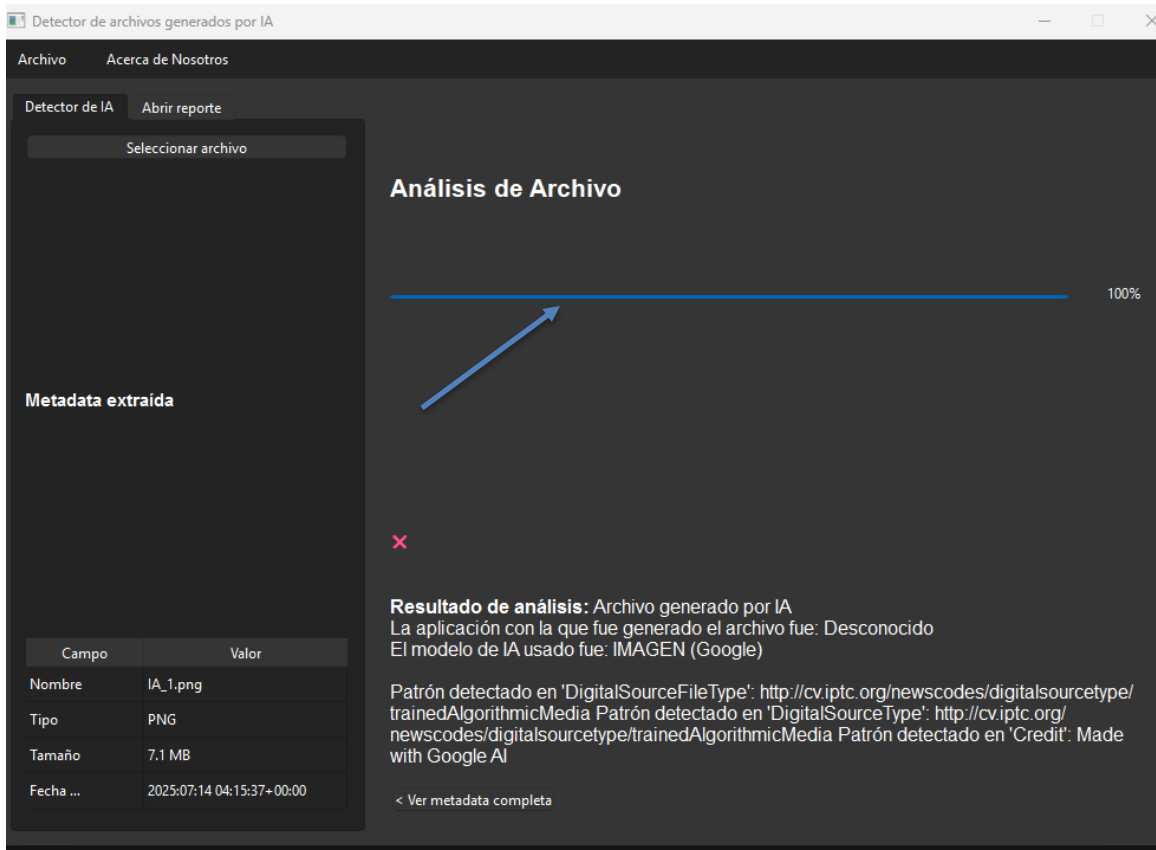 Detector de archivos generados por IA
Archivo Acerca de Nosotros
Detector de IA Abrir reporte
Seleccionar archivo
Análisis de Archivo
100%
Metadata extraída
Resultado de análisis: Archivo generado por IA
La aplicación con la que fue generado el archivo fue: Desconocido
El modelo de IA usado fue: IMAGEN (Google)
Patrón detectado en 'DigitalSourceFileType': http://cv.iptc.org/newscodes/digitalsourcetype/
trainedAlgorithmicMedia Patrón detectado en 'DigitalSourceType': http://cv.iptc.org/
newscodes/digitalsourcetype/trainedAlgorithmicMedia Patrón detectado en 'Credit': Made
with Google AI
Campo Valor
Nombre IA_1.png
Tipo PNG
Tamaño 7.1 MB
Fecha ... 2025:07:14 04:15:37+00:00
< Ver metadata completa